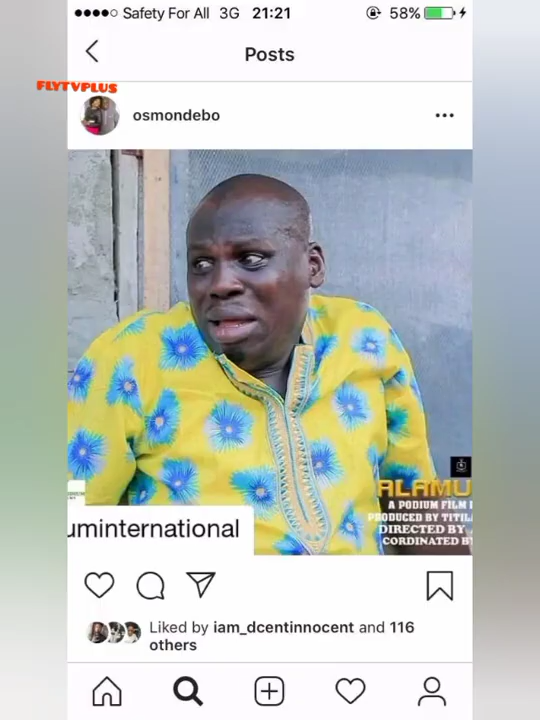 Safety For All 3G 21:21 58%
Posts
FLYTVPLUS
osmondebo
ALAMU
A PODIUM FILM
PRODUCED BY
DIRECTED BY
CORDINATED
uminternational
Liked by iam_dcentinnocent and 116
others